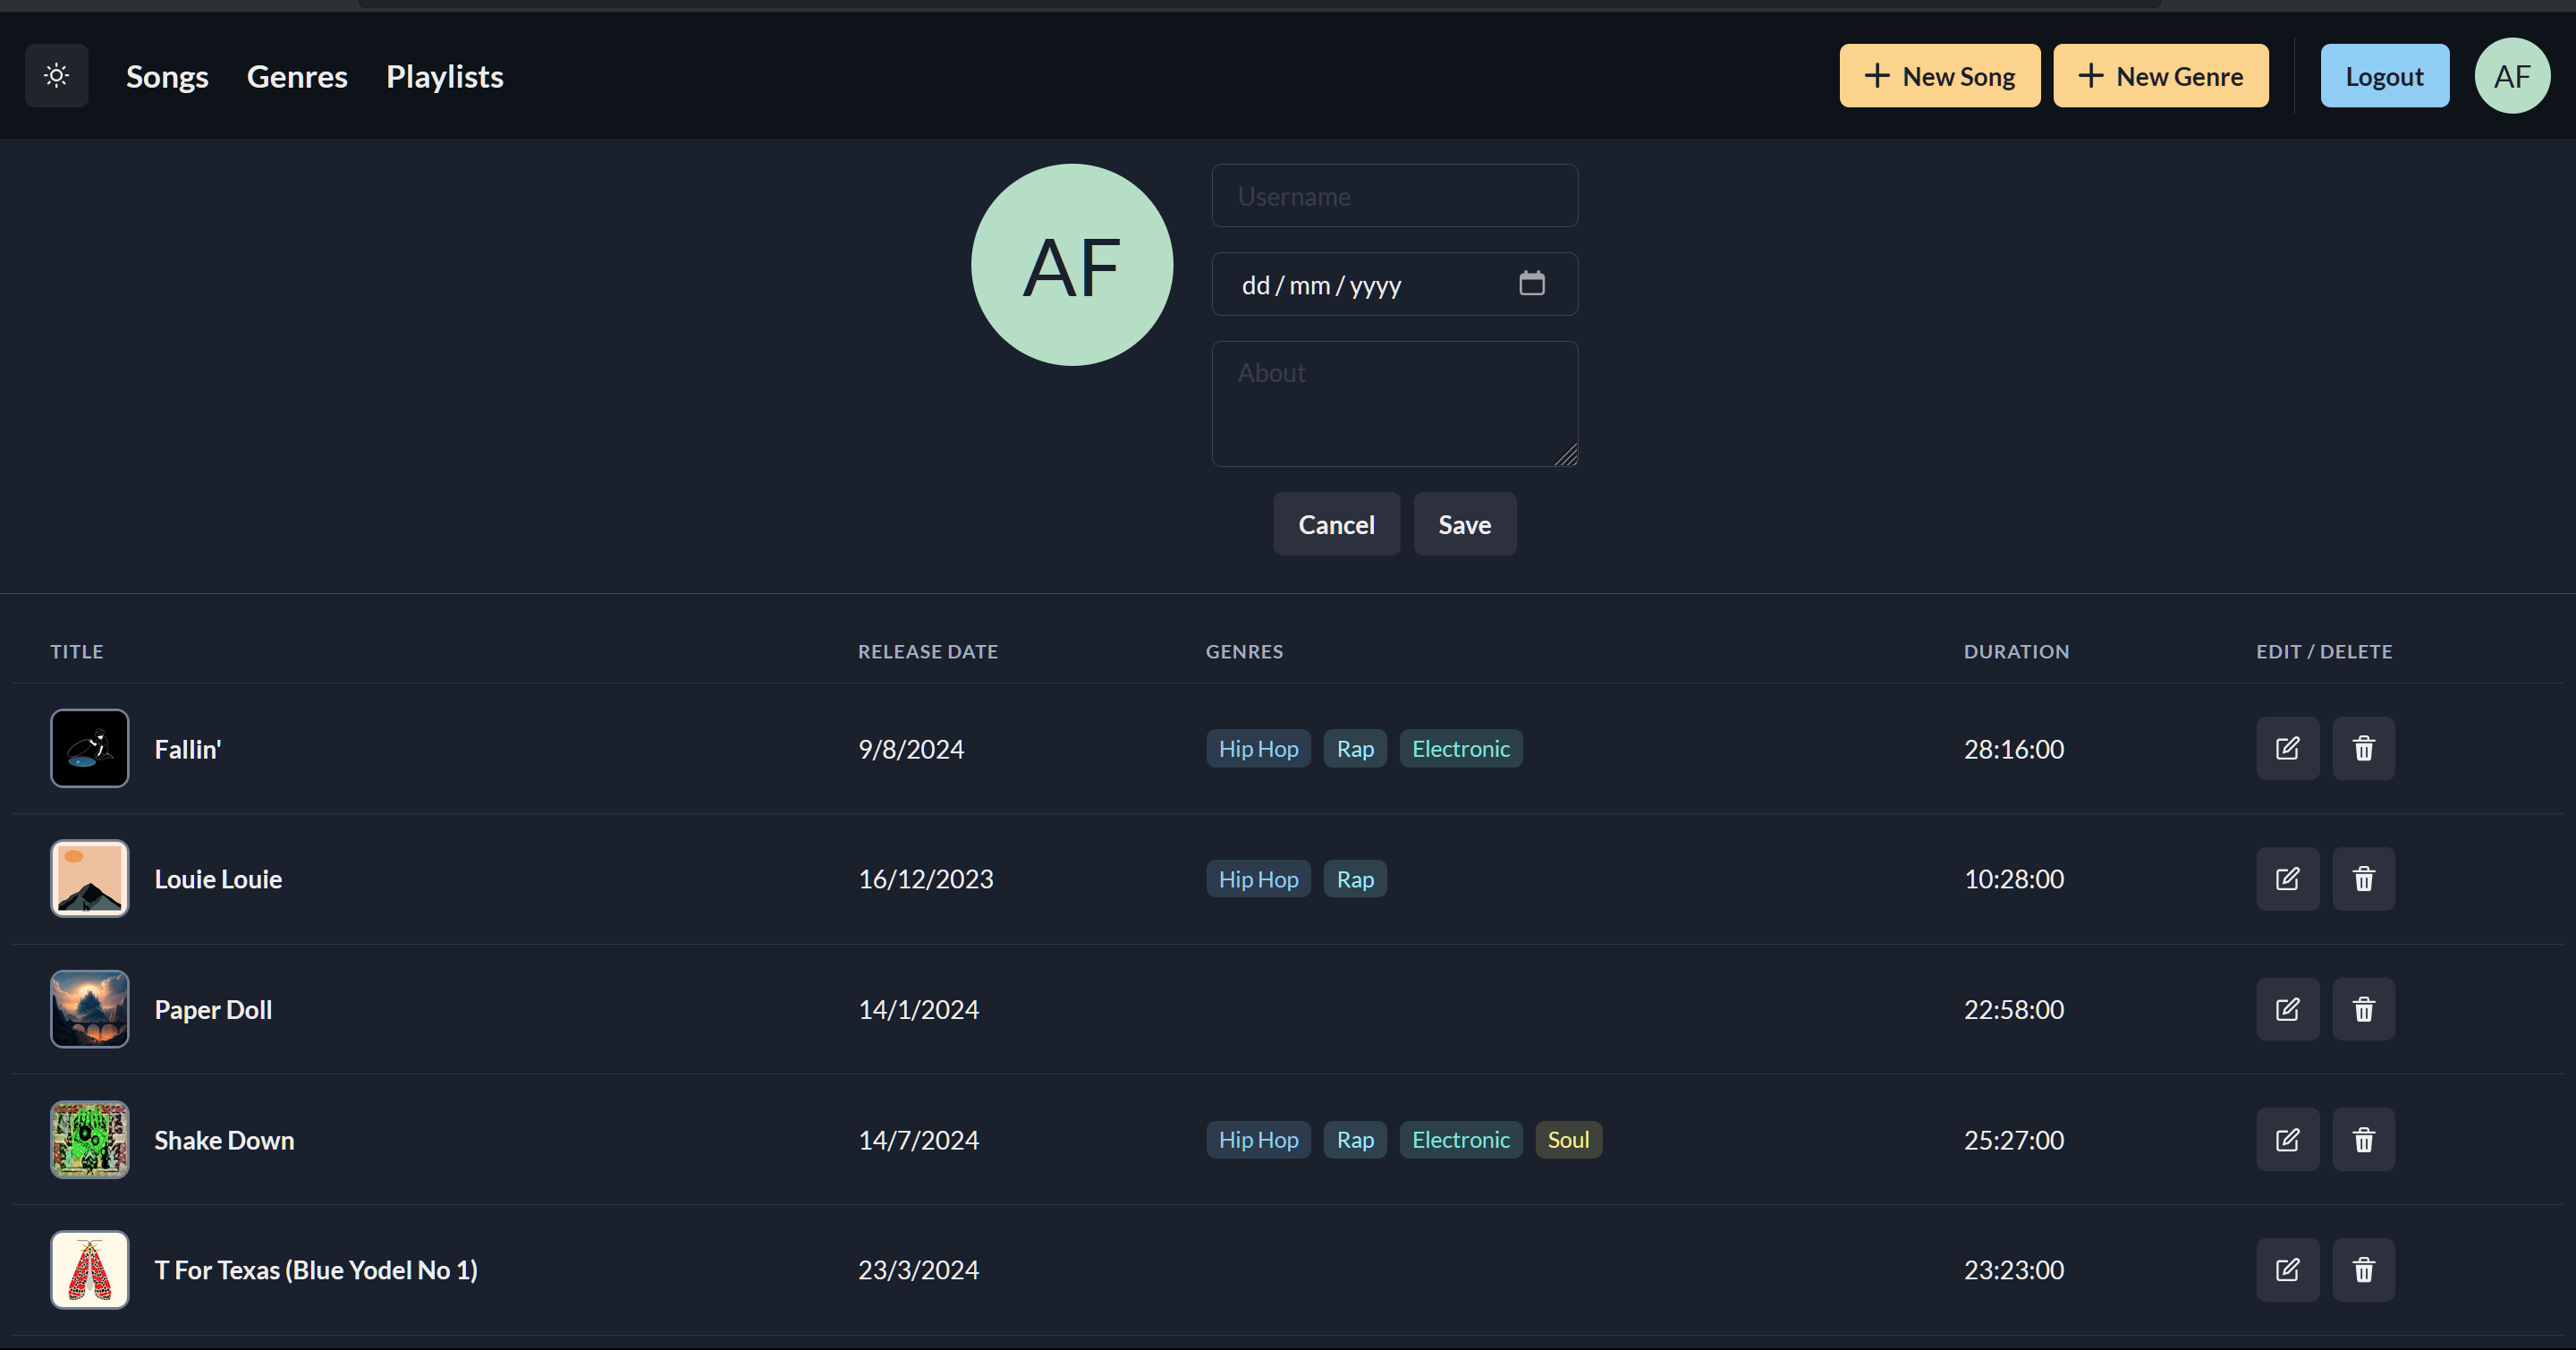 Songs Genres Playlists + New Song + New Genre Logout AF
AF
Username
dd / mm / yyyy
About
Cancel Save
TITLE RELEASE DATE GENRES DURATION EDIT / DELETE
Fallin' 9/8/2024 Hip Hop Rap Electronic 28:16:00
Louie Louie 16/12/2023 Hip Hop Rap 10:28:00
Paper Doll 14/1/2024 22:58:00
Shake Down 14/7/2024 Hip Hop Rap Electronic Soul 25:27:00
T For Texas (Blue Yodel No 1) 23/3/2024 23:23:00